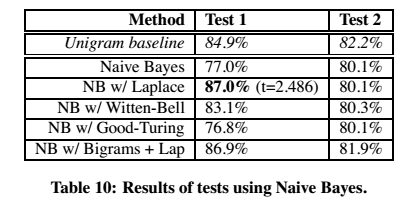 Method Test 1 Test 2
Unigram baseline 84.9% 82.2%
Naive Bayes 77.0% 80.1%
NB w/ Laplace 87.0% (t=2.486) 80.1%
NB w/ Witten-Bell 83.1% 80.3%
NB w/ Good-Turing 76.8% 80.1%
NB w/ Bigrams + Lap 86.9% 81.9%
Table 10: Results of tests using Naive Bayes.